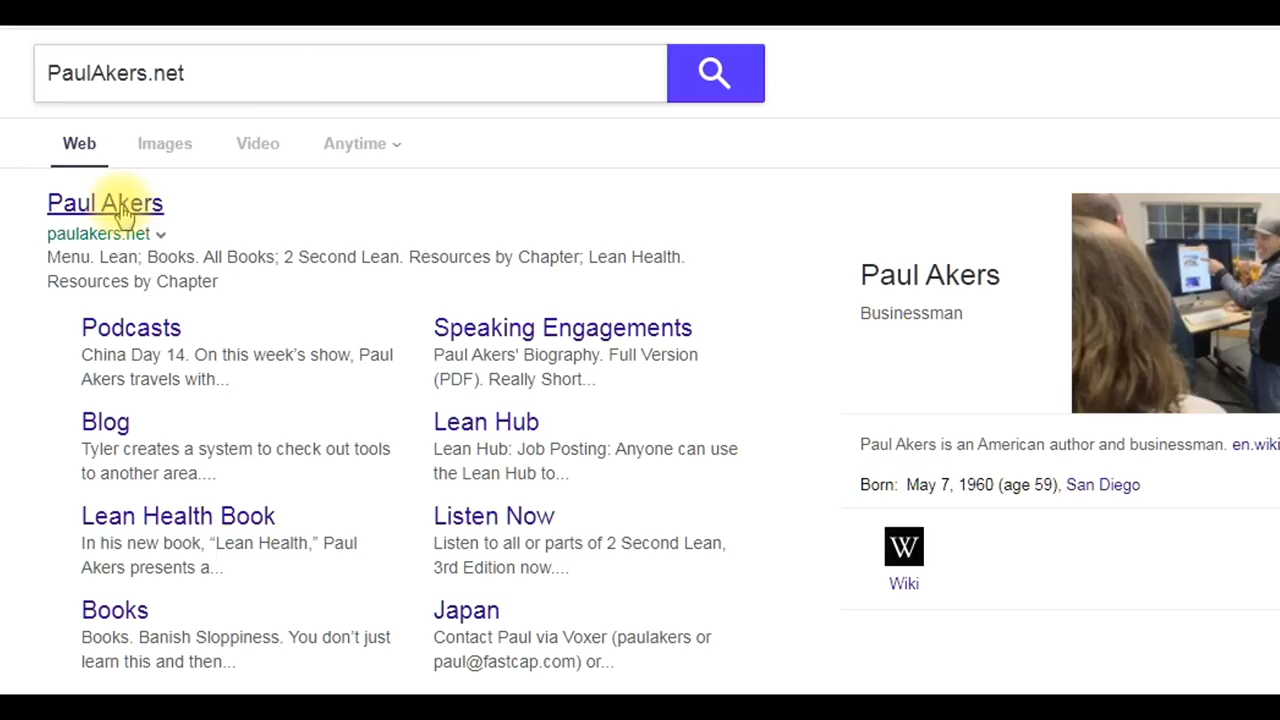 PaulAkers.net
Web Images Video Anytime
Paul Akers
paulakers.net
Menu. Lean; Books. All Books; 2 Second Lean. Resources by Chapter; Lean Health.
Resources by Chapter
Podcasts
China Day 14. On this week's show, Paul
Akers travels with...
Speaking Engagements
Paul Akers' Biography. Full Version
(PDF). Really Short...
Blog
Tyler creates a system to check out tools
to another area....
Lean Hub
Lean Hub: Job Posting: Anyone can use
the Lean Hub to...
Lean Health Book
In his new book, “Lean Health,” Paul
Akers presents a...
Listen Now
Listen to all or parts of 2 Second Lean,
3rd Edition now....
Books
Books. Banish Sloppiness. You don’t just
learn this and then...
Japan
Contact Paul via Voxer (paulakers or
paul@fastcap.com) or...
Paul Akers
Businessman
Paul Akers is an American author and businessman. en.wiki
Born: May 7, 1960 (age 59), San Diego
W
Wiki